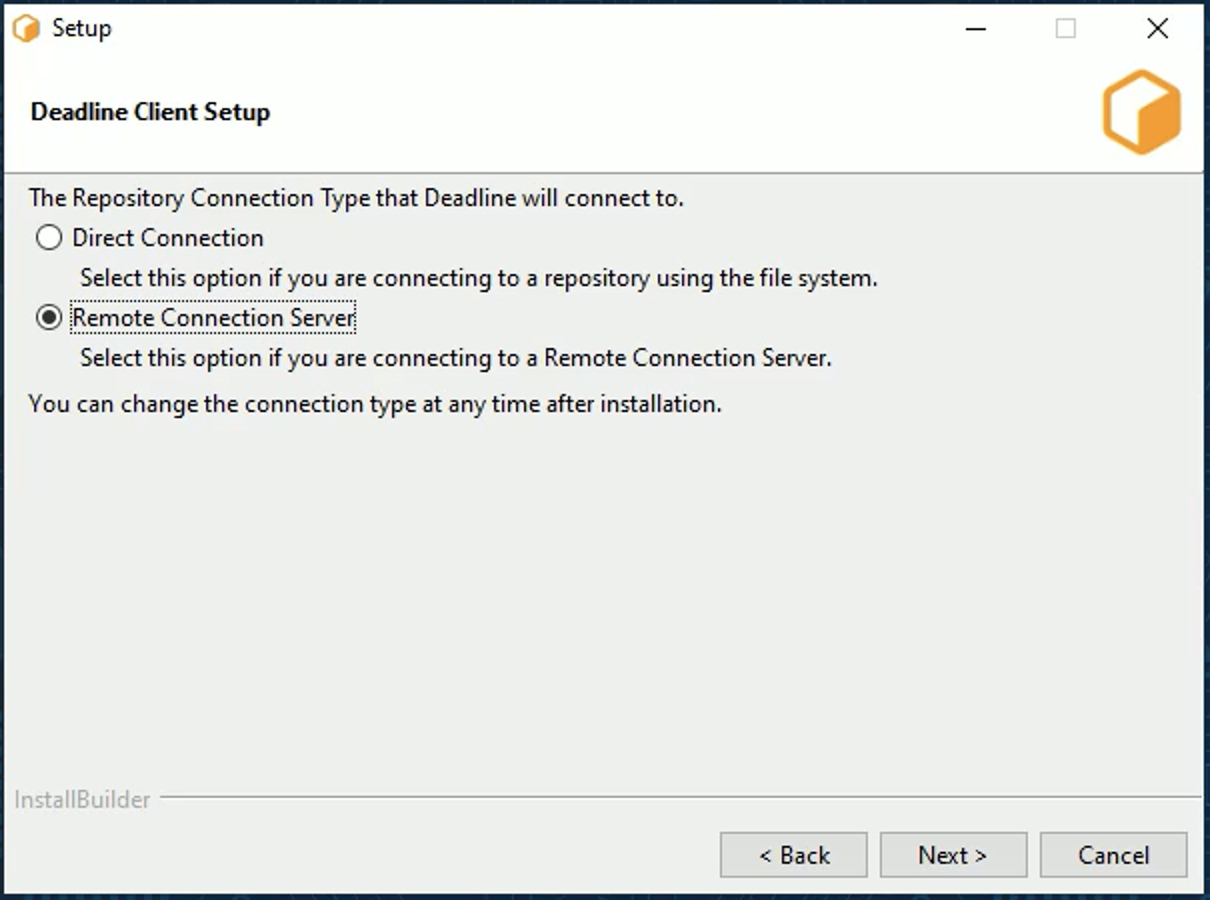 Setup
Deadline Client Setup
The Repository Connection Type that Deadline will connect to.
Direct Connection
Select this option if you are connecting to a repository using the file system.
Remote Connection Server
Select this option if you are connecting to a Remote Connection Server.
You can change the connection type at any time after installation.
InstallBuilder
< Back Next > Cancel